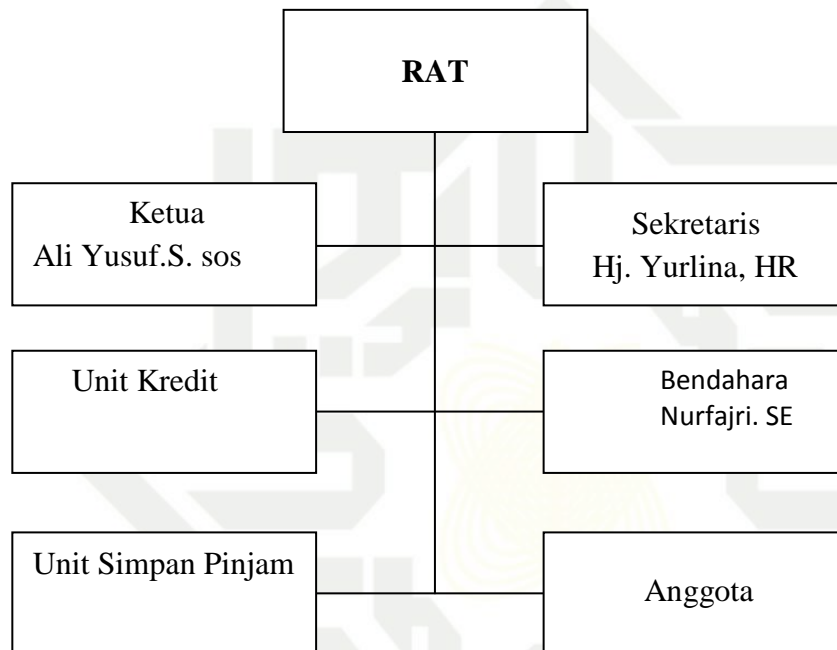 RAT
Ketua
Ali Yusuf.S. sos
Sekretaris
Hj. Yurlina, HR
Unit Kredit
Bendahara
Nurfajri. SE
Unit Simpan Pinjam
Anggota